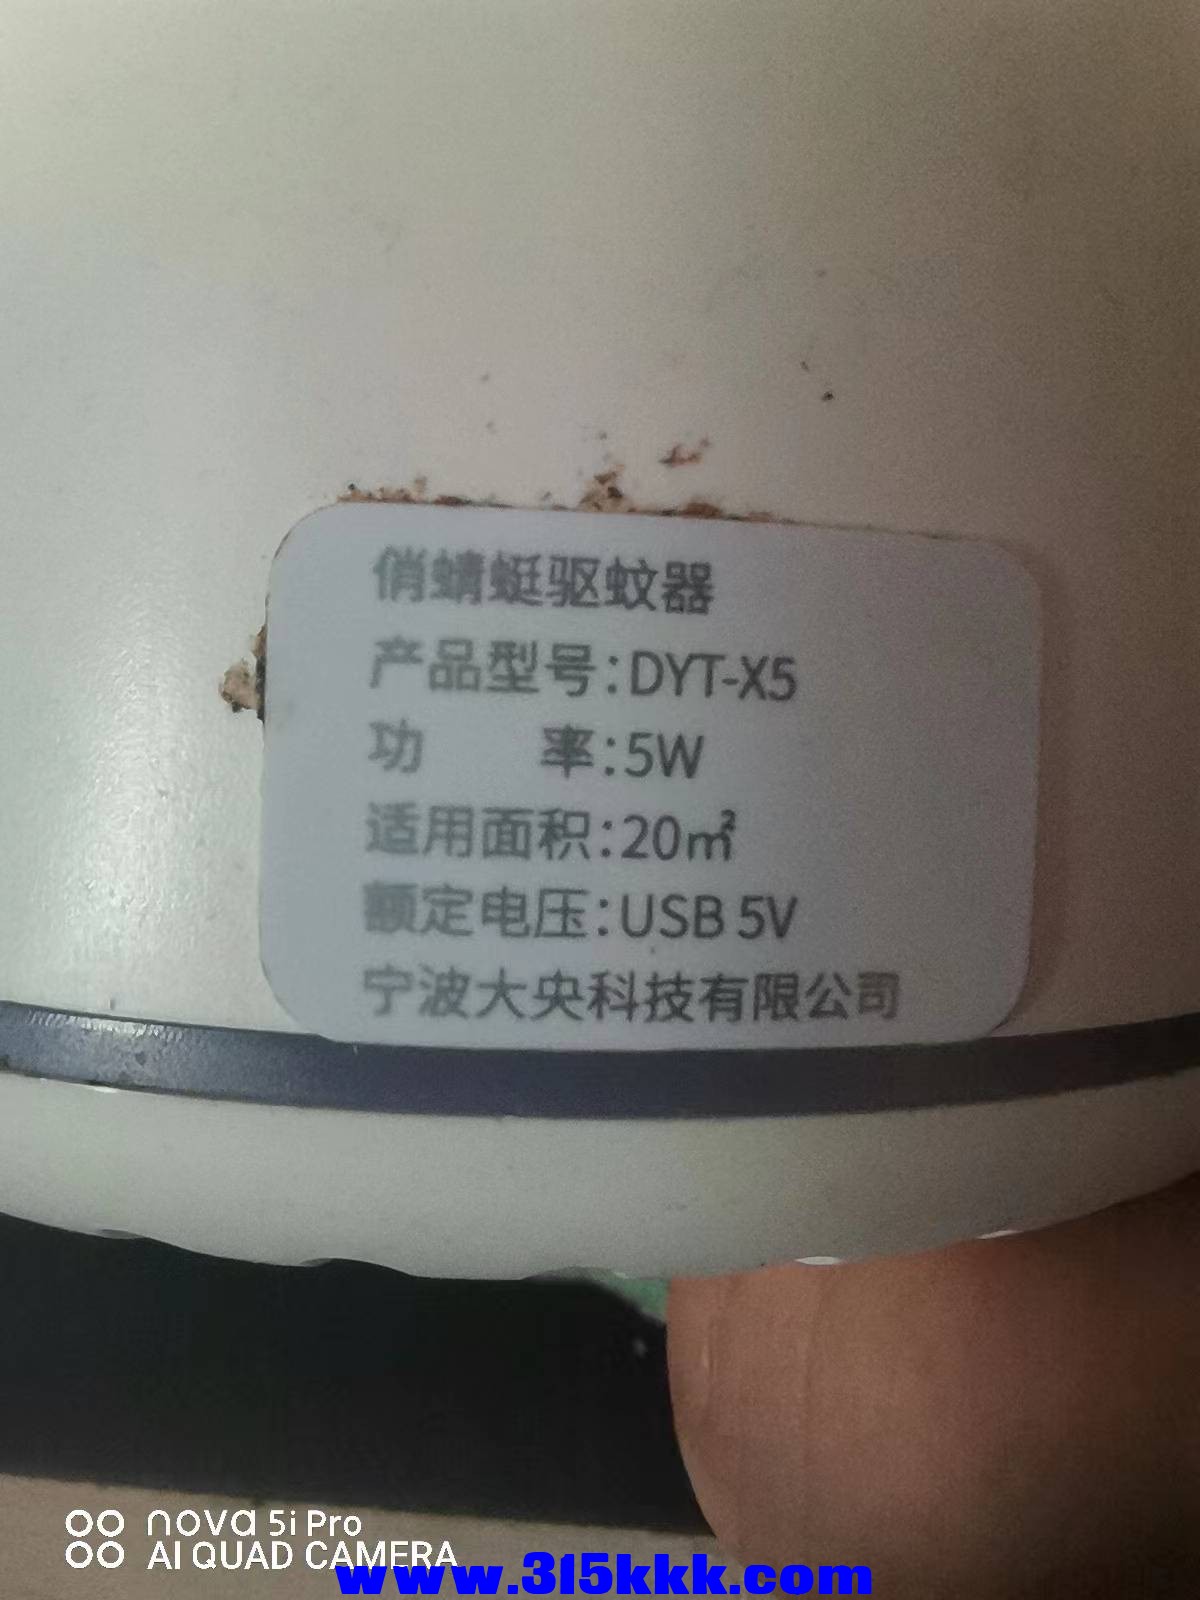 俏蜻蜓驱蚊器
产品型号:DYT-X5
功 率:5W
适用面积:20㎡
额定电压:USB 5V
宁波大央科技有限公司
nova 5i Pro
AI QUAD CAMERA
www.315kkk.com